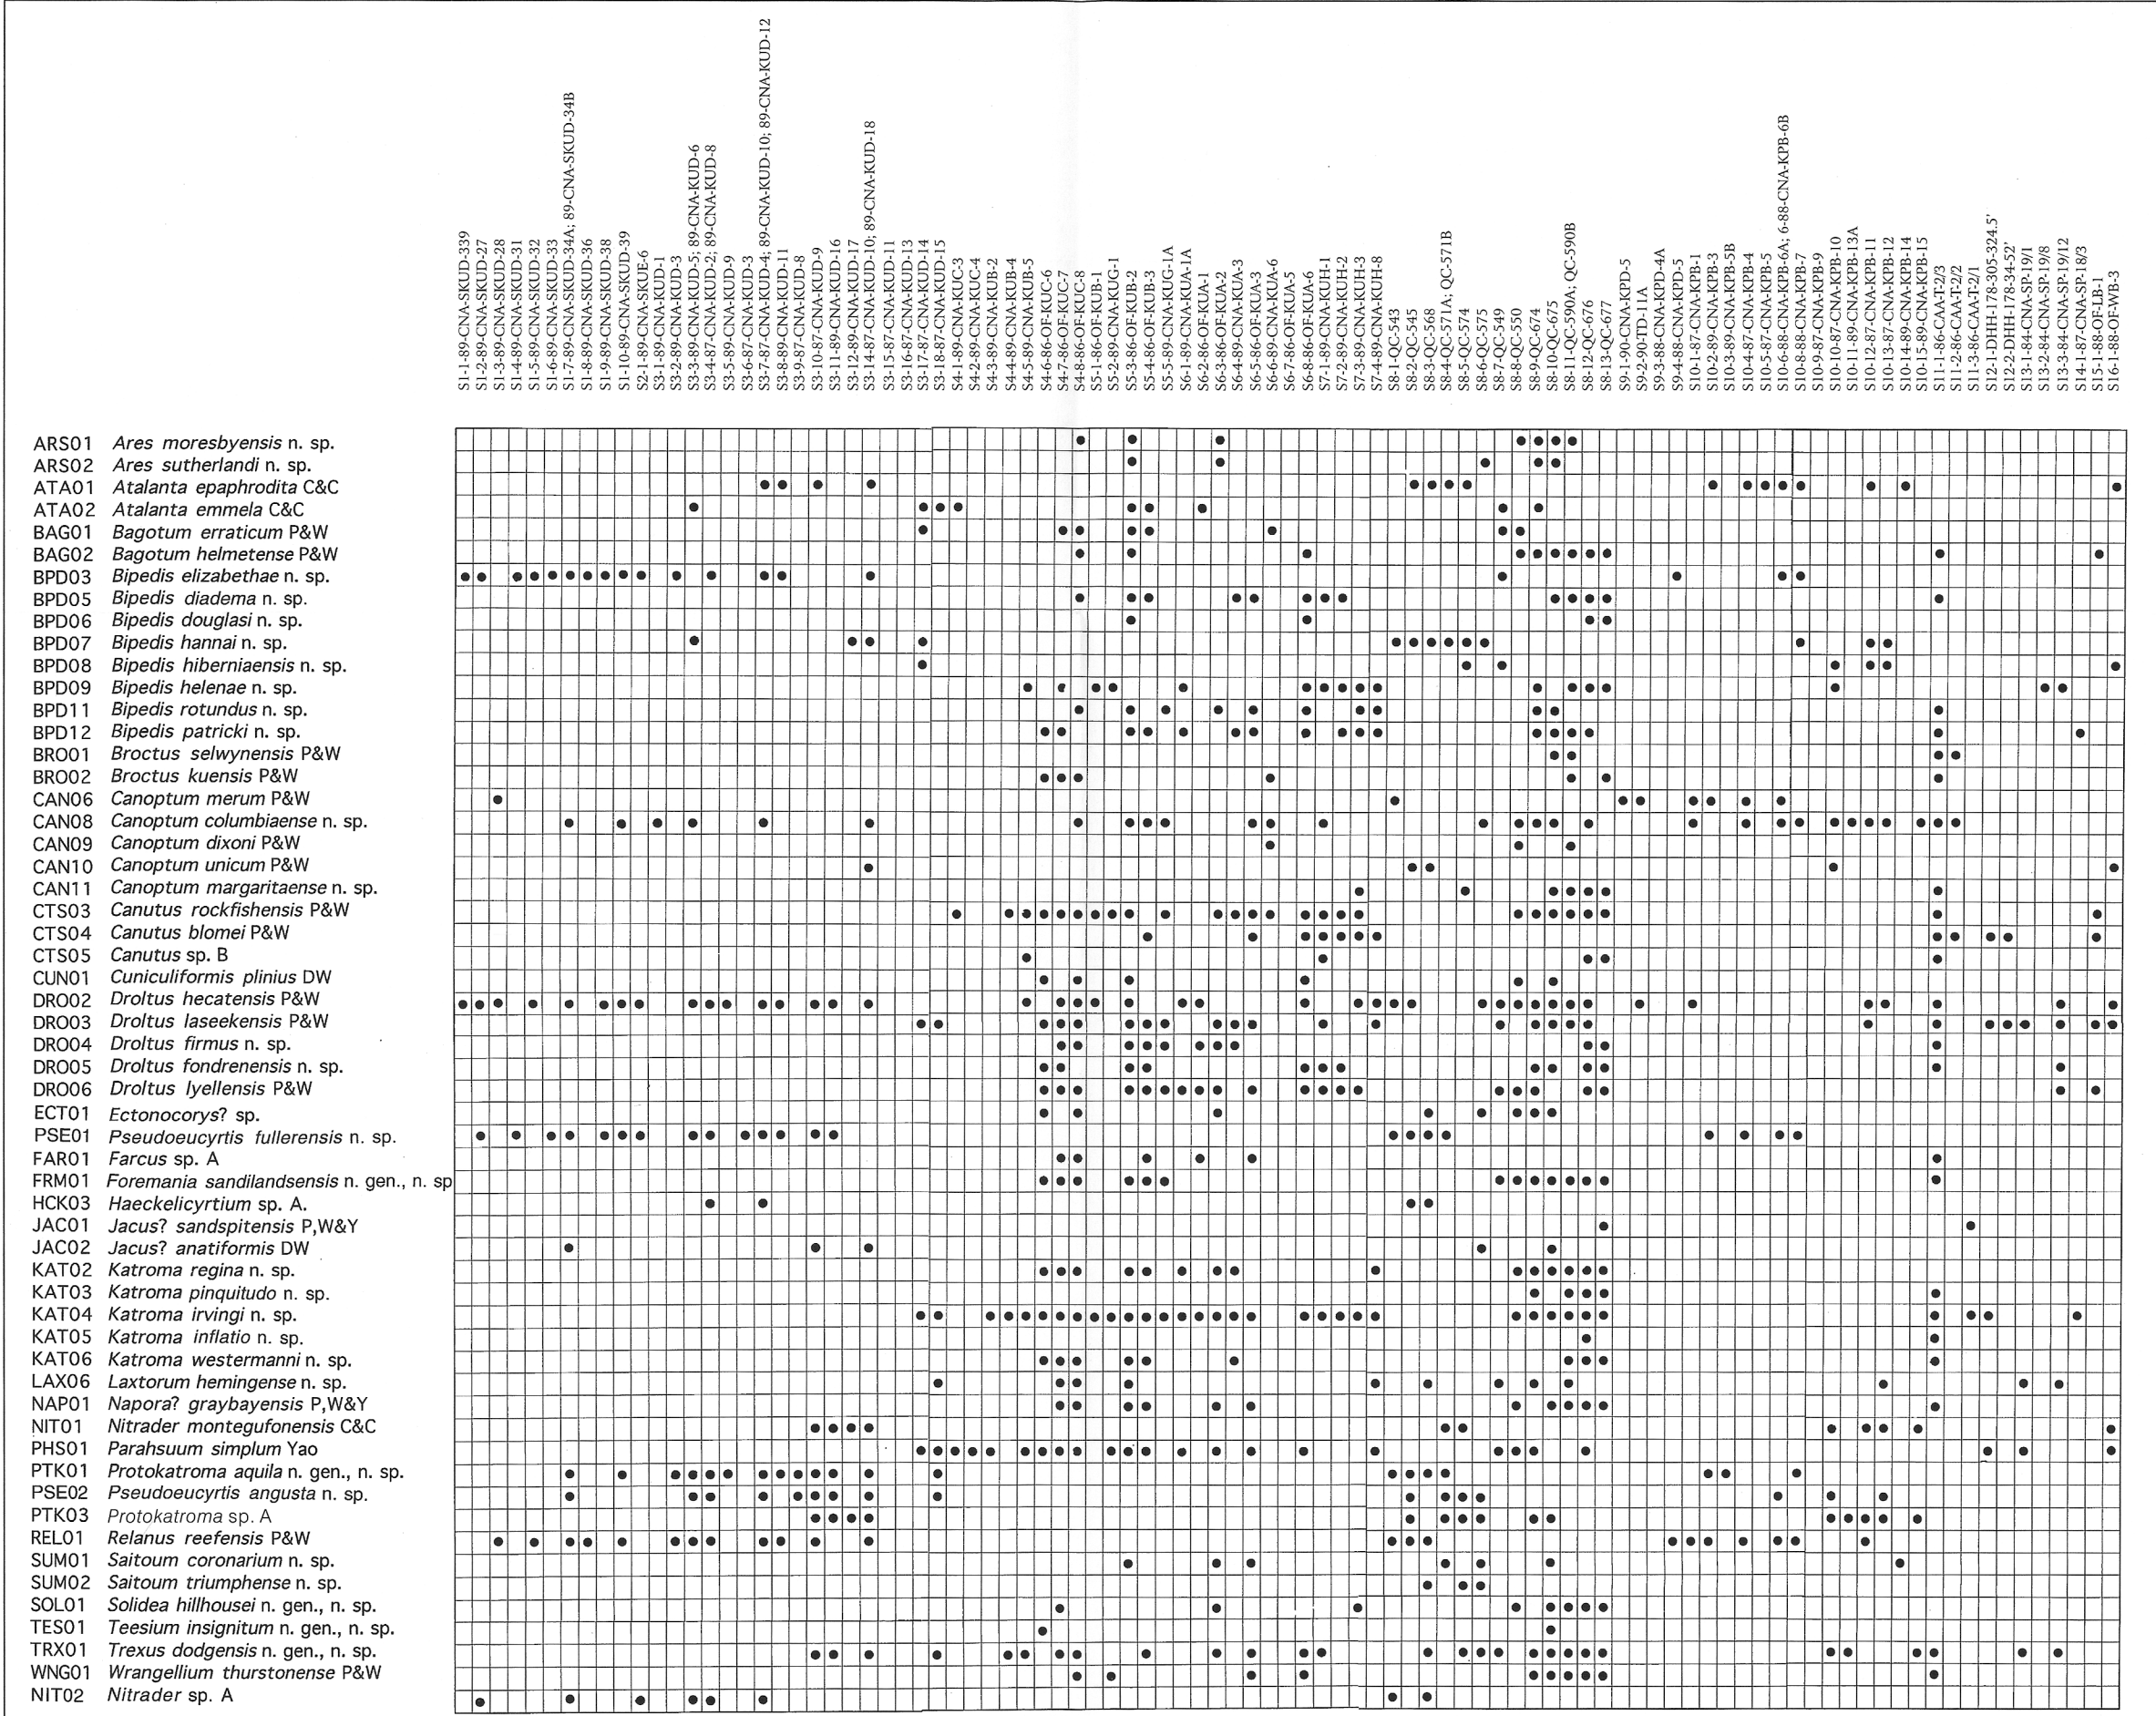 S1-1-89-CNA-SKUD-339
S1-2-89-CNA-SKUD-27
S1-3-89-CNA-SKUD-28
S1-4-89-CNA-SKUD-31
S1-5-89-CNA-SKUD-32
S1-6-89-CNA-SKUD-33
S1-7-89-CNA-SKUD-34A; 89-CNA-SKUD-34B
S1-8-89-CNA-SKUD-36
S1-9-89-CNA-SKUD-38
S1-10-89-CNA-SKUD-39
S2-1-89-CNA-SKUE-6
S3-1-89-CNA-KUD-1
S3-2-89-CNA-KUD-3
S3-3-89-CNA-KUD-5; 89-CNA-KUD-6
S3-4-87-CNA-KUD-2; 89-CNA-KUD-8
S3-5-89-CNA-KUD-9
S3-6-87-CNA-KUD-3
S3-7-87-CNA-KUD-4; 89-CNA-KUD-10; 89-CNA-KUD-12
S3-8-89-CNA-KUD-11
S3-9-87-CNA-KUD-8
S3-10-87-CNA-KUD-9
S3-11-89-CNA-KUD-16
S3-12-89-CNA-KUD-17
S3-14-87-CNA-KUD-10; 89-CNA-KUD-18
S3-15-87-CNA-KUD-11
S3-16-87-CNA-KUD-13
S3-17-87-CNA-KUD-14
S3-18-87-CNA-KUD-15
S4-1-89-CNA-KUC-3
S4-2-89-CNA-KUC-4
S4-3-89-CNA-KUB-2
S4-4-89-CNA-KUB-4
S4-5-89-CNA-KUB-5
S4-6-86-OF-KUC-6
S4-7-86-OF-KUC-7
S4-8-86-OF-KUC-8
S5-1-86-OF-KUB-1
S5-2-89-CNA-KUG-1
S5-3-86-OF-KUB-2
S5-4-86-OF-KUB-3
S5-5-89-CNA-KUG-1A
S6-1-89-CNA-KUA-1A
S6-2-86-OF-KUA-1
S6-3-86-OF-KUA-2
S6-4-89-CNA-KUA-3
S6-5-86-OF-KUA-3
S6-6-89-CNA-KUA-6
S6-7-86-OF-KUA-5
S6-8-86-OF-KUA-6
S7-1-89-CNA-KUH-1
S7-2-89-CNA-KUH-2
S7-3-89-CNA-KUH-3
S7-4-89-CNA-KUH-8
S8-1-QC-543
S8-2-QC-545
S8-3-QC-568
S8-4-QC-571A; QC-571B
S8-5-QC-574
S8-6-QC-575
S8-7-QC-549
S8-8-QC-550
S8-9-QC-674
S8-10-QC-675
S8-11-QC-590A; QC-590B
S8-12-QC-676
S8-13-QC-677
S9-1-90-CNA-KPD-5
S9-2-90-TD-11A
S9-3-88-CNA-KPD-4A
S9-4-88-CNA-KPD-5
S10-1-87-CNA-KPB-1
S10-2-89-CNA-KPB-3
S10-3-89-CNA-KPB-5B
S10-4-87-CNA-KPB-4
S10-5-87-CNA-KPB-5
S10-6-88-CNA-KPB-6A; 6-88-CNA-KPB-6B
S10-8-88-CNA-KPB-7
S10-9-87-CNA-KPB-9
S10-10-87-CNA-KPB-10
S10-11-89-CNA-KPB-13A
S10-12-87-CNA-KPB-11
S10-13-87-CNA-KPB-12
S10-14-89-CNA-KPB-14
S10-15-89-CNA-KPB-15
S11-1-86-CAA-T-2/3
S11-2-86-CAA-T-2/2
S11-3-86-CAA-T-2/1
S12-1-DHH-178-305-324.5'
S12-2-DHH-178-34-52'
S13-1-84-CNA-SP-19/1
S13-2-84-CNA-SP-19/8
S13-3-84-CNA-SP-19/12
S14-1-87-CNA-SP-18/3
S15-1-88-OF-LB-1
S16-1-88-OF-WB-3
ARS01 Ares moresbyensis n. sp.
ARS02 Ares sutherlandi n. sp.
ATA01 Atalanta epaphrodita C&C
ATA02 Atalanta emmela C&C
BAG01 Bagotum erraticum P&W
BAG02 Bagotum helmetense P&W
BPD03 Bipedis elizabethae n. sp.
BPD05 Bipedis diadema n. sp.
BPD06 Bipedis douglasi n. sp.
BPD07 Bipedis hannai n. sp.
BPD08 Bipedis hiberniaensis n. sp.
BPD09 Bipedis helenae n. sp.
BPD11 Bipedis rotundus n. sp.
BPD12 Bipedis patricki n. sp.
BRO01 Broctus selwynensis P&W
BRO02 Broctus kuensis P&W
CAN06 Canoptum merum P&W
CAN08 Canoptum columbiaense n. sp.
CAN09 Canoptum dixoni P&W
CAN10 Canoptum unicum P&W
CAN11 Canoptum margaritaense n. sp.
CTS03 Canutus rockfishensis P&W
CTS04 Canutus blomei P&W
CTS05 Canutus sp. B
CUN01 Cuniculiformis plinius DW
DRO02 Droltus hecatensis P&W
DRO03 Droltus laseekensis P&W
DRO04 Droltus firmus n. sp.
DRO05 Droltus fondrenensis n. sp.
DRO06 Droltus lyellensis P&W
ECT01 Ectonocorys? sp.
PSE01 Pseudoeucyrtis fullerensis n. sp.
FAR01 Farcus sp. A
FRM01 Foremania sandilandsensis n. gen., n. sp
HCK03 Haeckelicyrtium sp. A.
JAC01 Jacus? sandspitensis P,W&Y
JAC02 Jacus? anatiformis DW
KAT02 Katroma regina n. sp.
KAT03 Katroma pinquitudo n. sp.
KAT04 Katroma irvingi n. sp.
KAT05 Katroma inflatio n. sp.
KAT06 Katroma westermanni n. sp.
LAX06 Laxtorum hemingense n. sp.
NAP01 Napora? graybayensis P,W&Y
NIT01 Nitrader montegufonensis C&C
PHS01 Parahsuum simplum Yao
PTK01 Protokatroma aquila n. gen., n. sp.
PSE02 Pseudoeucyrtis angusta n. sp.
PTK03 Protokatroma sp. A
REL01 Relanus reefensis P&W
SUM01 Saitoum coronarium n. sp.
SUM02 Saitoum triumphense n. sp.
SOL01 Solidea hillhousei n. gen., n. sp.
TES01 Teesium insignitum n. gen., n. sp.
TRX01 Trexus dodgensis n. gen., n. sp.
WNG01 Wrangellium thurstonense P&W
NIT02 Nitrader sp. A